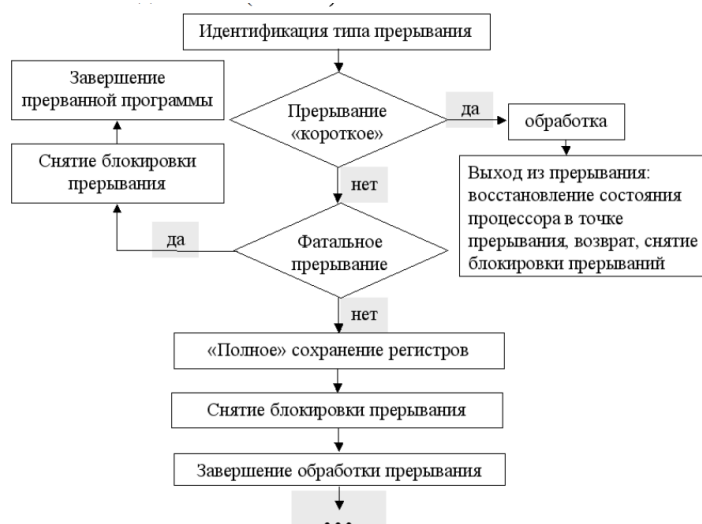 Идентификация типа прерывания
Завершение
прерванной программы
Прерывание
«короткое»
да
обработка
Снятие блокировки
прерывания
нет
Выход из прерывания:
восстановление состояния
процессора в точке
прерывания, возврат, снятие
блокировки прерываний
да
Фатальное
прерывание
нет
«Полное» сохранение регистров
Снятие блокировки прерывания
Завершение обработки прерывания